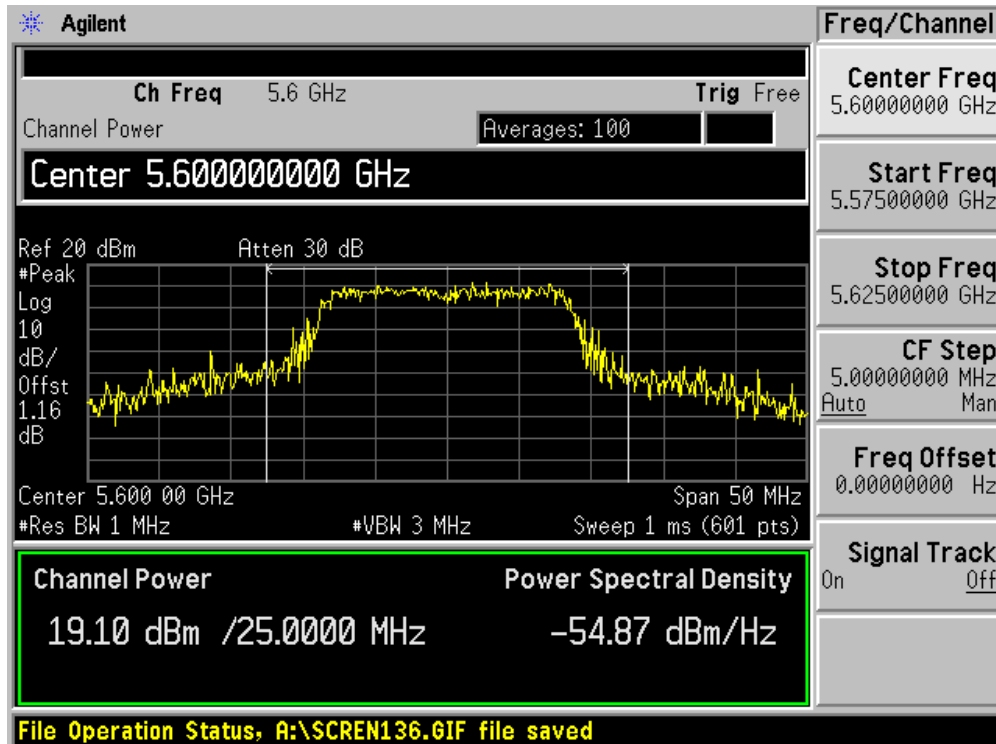 Agilent
Freq/Channel
Ch Freq 5.6 GHz Trig Free
Channel Power Averages: 100
Center 5.600000000 GHz
Ref 20 dBm Atten 30 dB
#Peak
Log
10
dB/
Offst
1.16
dB
Center 5.600 00 GHz Span 50 MHz
#Res BW 1 MHz #VBW 3 MHz Sweep 1 ms (601 pts)
Channel Power Power Spectral Density
19.10 dBm /25.0000 MHz -54.87 dBm/Hz
File Operation Status, A:\SCREN136.GIF file saved
Center Freq
5.60000000 GHz
Start Freq
5.57500000 GHz
Stop Freq
5.62500000 GHz
CF Step
5.00000000 MHz
Auto Man
Freq Offset
0.00000000 Hz
Signal Track
On Off